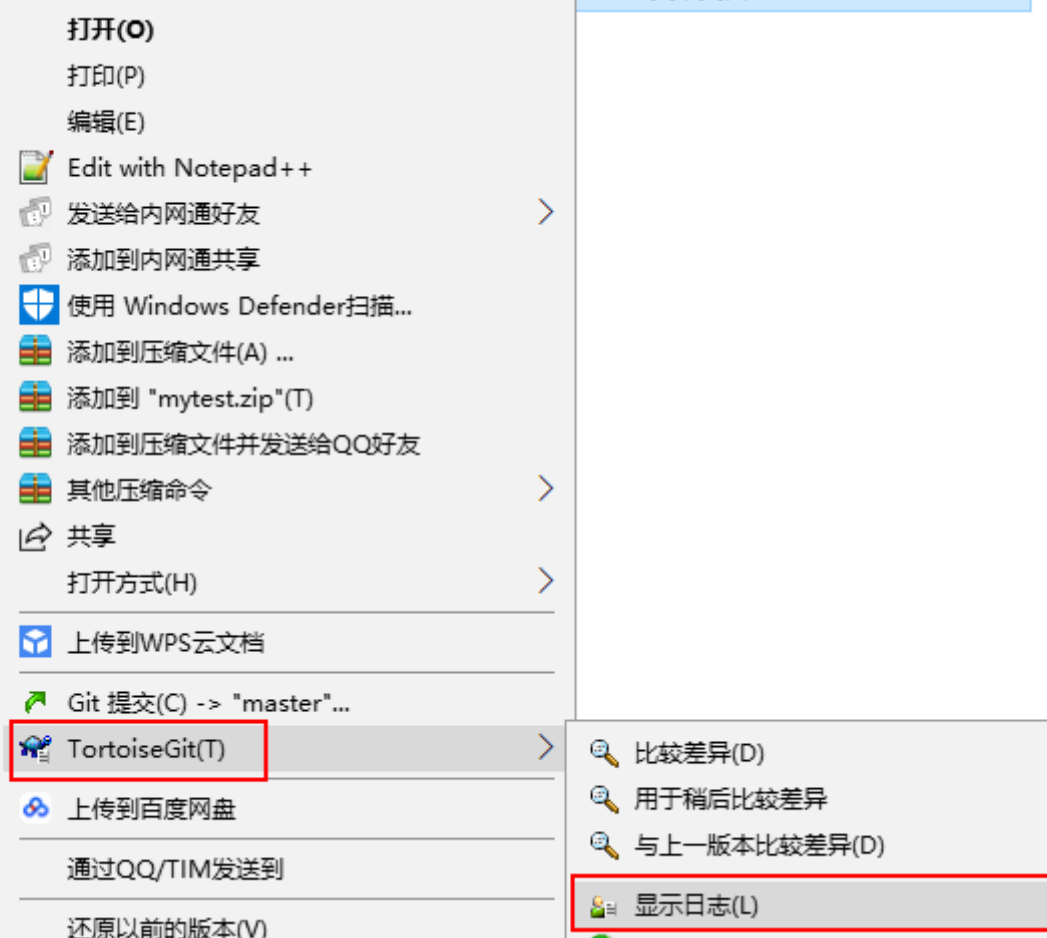 打开(O)
打印(P)
编辑(E)
Edit with Notepad++
发送给内网通好友
添加到内网通共享
使用 Windows Defender扫描...
添加到压缩文件(A) ...
添加到 "mytest.zip"(T)
添加到压缩文件并发送给QQ好友
其他压缩命令
共享
打开方式(H)
上传到WPS云文档
Git 提交(C) -> "master"...
TortoiseGit(T)
上传到百度网盘
通过QQ/TIM发送到
还原以前的版本(V)
比较差异(D)
用于稍后比较差异
与上一版本比较差异(D)
显示日志(L)